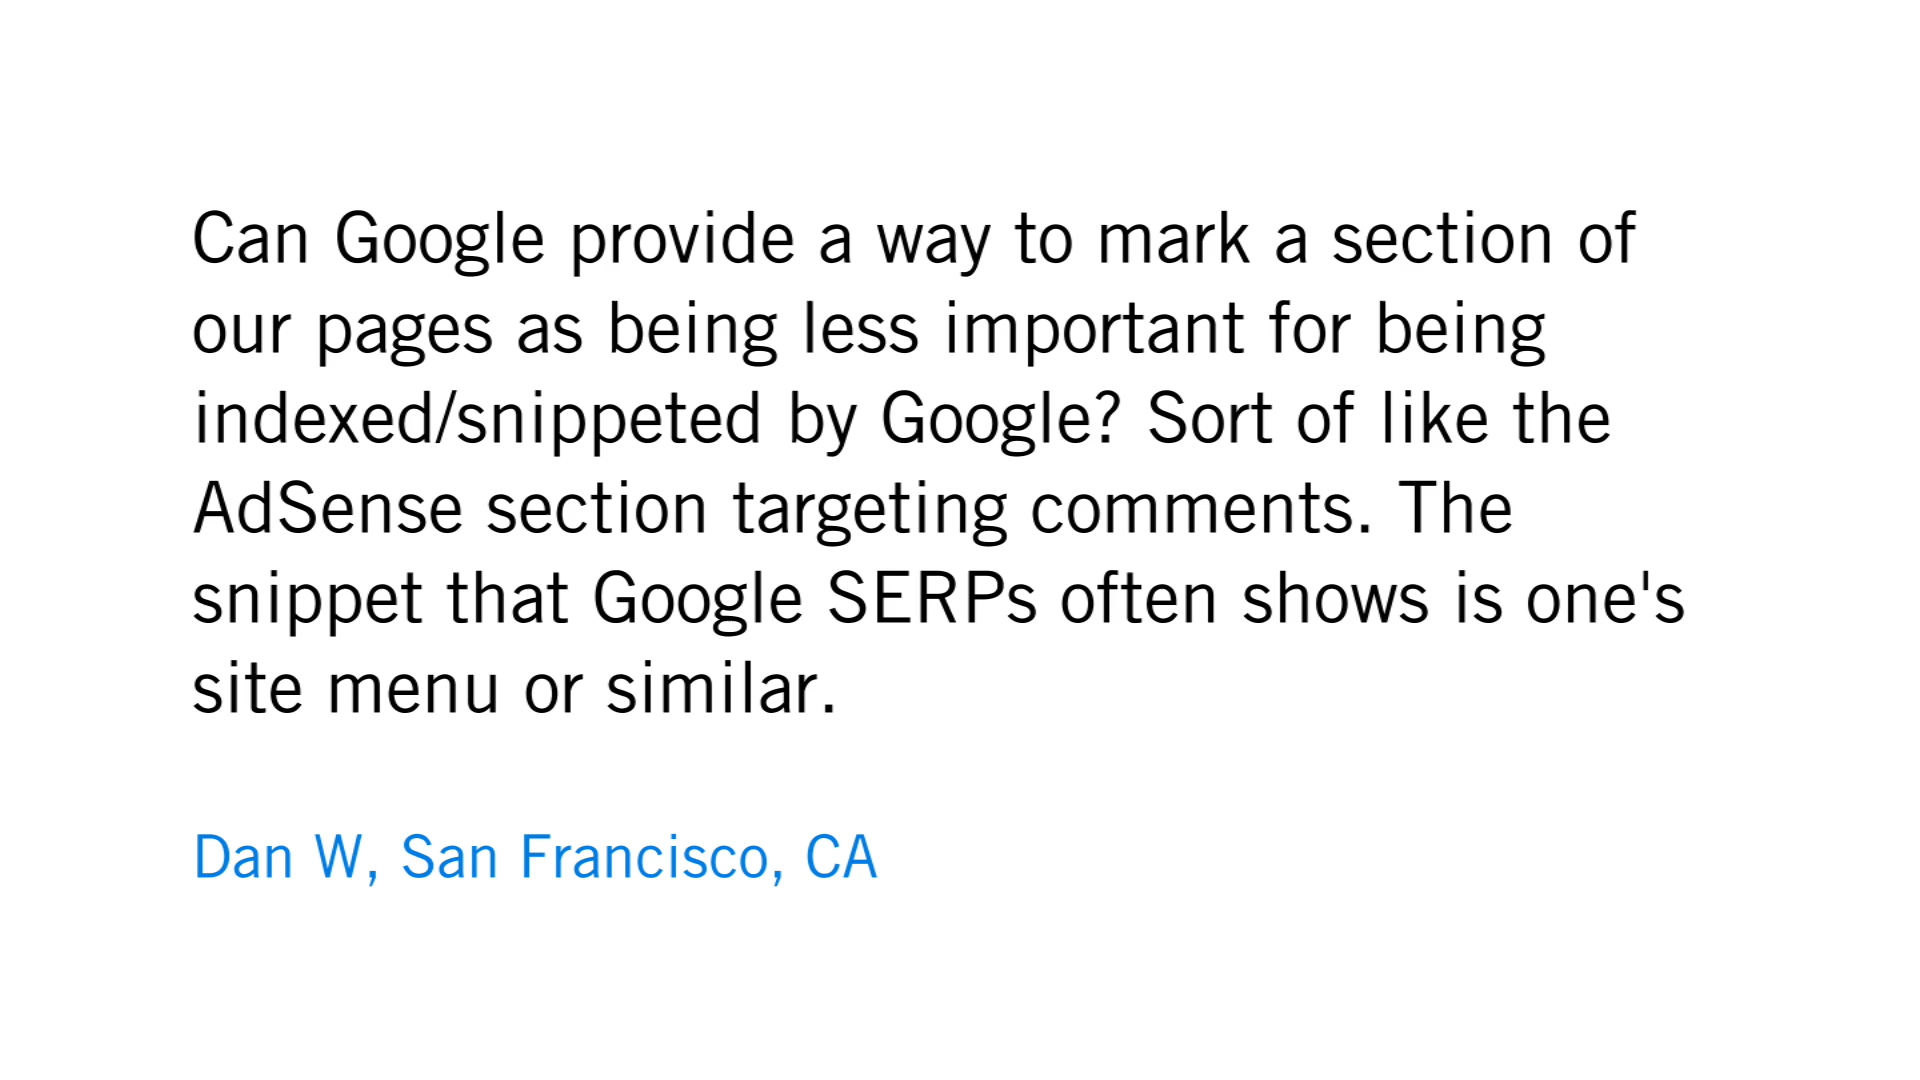 Can Google provide a way to mark a section of
our pages as being less important for being
indexed/snippeted by Google? Sort of like the
AdSense section targeting comments. The
snippet that Google SERPs often shows is one's
site menu or similar.
Dan W, San Francisco, CA